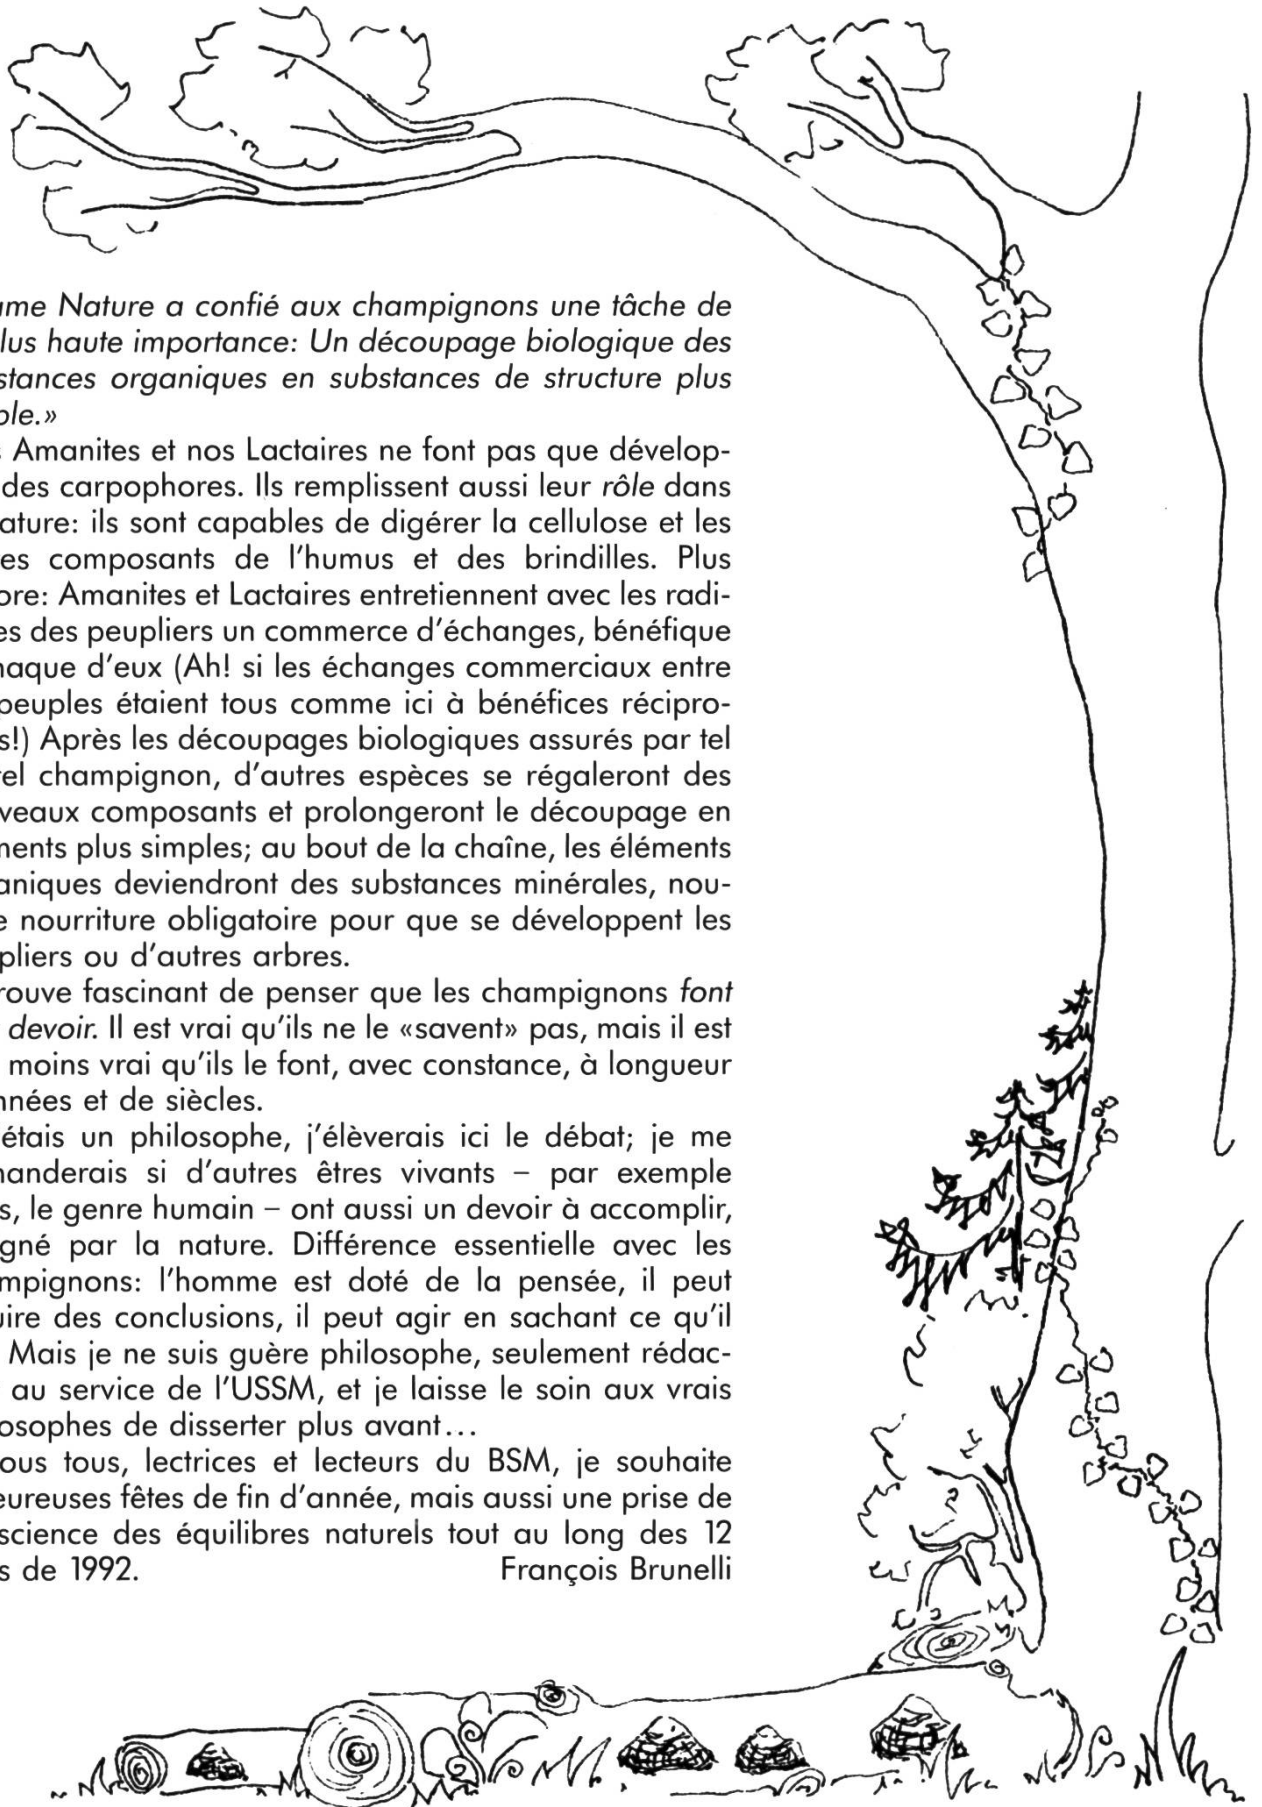 ame Nature a confié aux champignons une tâche de
lus haute importance: Un découpage biologique des
stances organiques en substances de structure plus
ple.»
s Amanites et nos Lactaires ne font pas que dévelop-
des carpophores. Ils remplissent aussi leur rôle dans
ature: ils sont capables de digérer la cellulose et les
res composants de l'humus et des brindilles. Plus
ore: Amanites et Lactaires entretiennent avec les radi-
es des peupliers un commerce d'échanges, bénéfique
haque d'eux (Ah! si les échanges commerciaux entre
peuples étaient tous comme ici à bénéfices récipro-
s!) Après les découpages biologiques assurés par tel
tel champignon, d'autres espèces se régaleront des
veaux composants et prolongeront le découpage en
ments plus simples; au bout de la chaîne, les éléments
aniques deviendront des substances minérales, nou-
e nourriture obligatoire pour que se développent les
pliers ou d'autres arbres.
rouve fascinant de penser que les champignons font
devoir. Il est vrai qu'ils ne le «savent» pas, mais il est
moins vrai qu'ils le font, avec constance, à longueur
nnées et de siècles.
étais un philosophe, j'élèverais ici le débat; je me
manderais si d'autres êtres vivants – par exemple
s, le genre humain – ont aussi un devoir à accomplir,
igné par la nature. Différence essentielle avec les
mpignons: l'homme est doté de la pensée, il peut
uire des conclusions, il peut agir en sachant ce qu'il
Mais je ne suis guère philosophe, seulement rédac-
au service de l'USSM, et je laisse le soin aux vrais
osophes de disserter plus avant...
ous tous, lectrices et lecteurs du BSM, je souhaite
eureuses fêtes de fin d'année, mais aussi une prise de
science des équilibres naturels tout au long des 12
s de 1992. François Brunelli